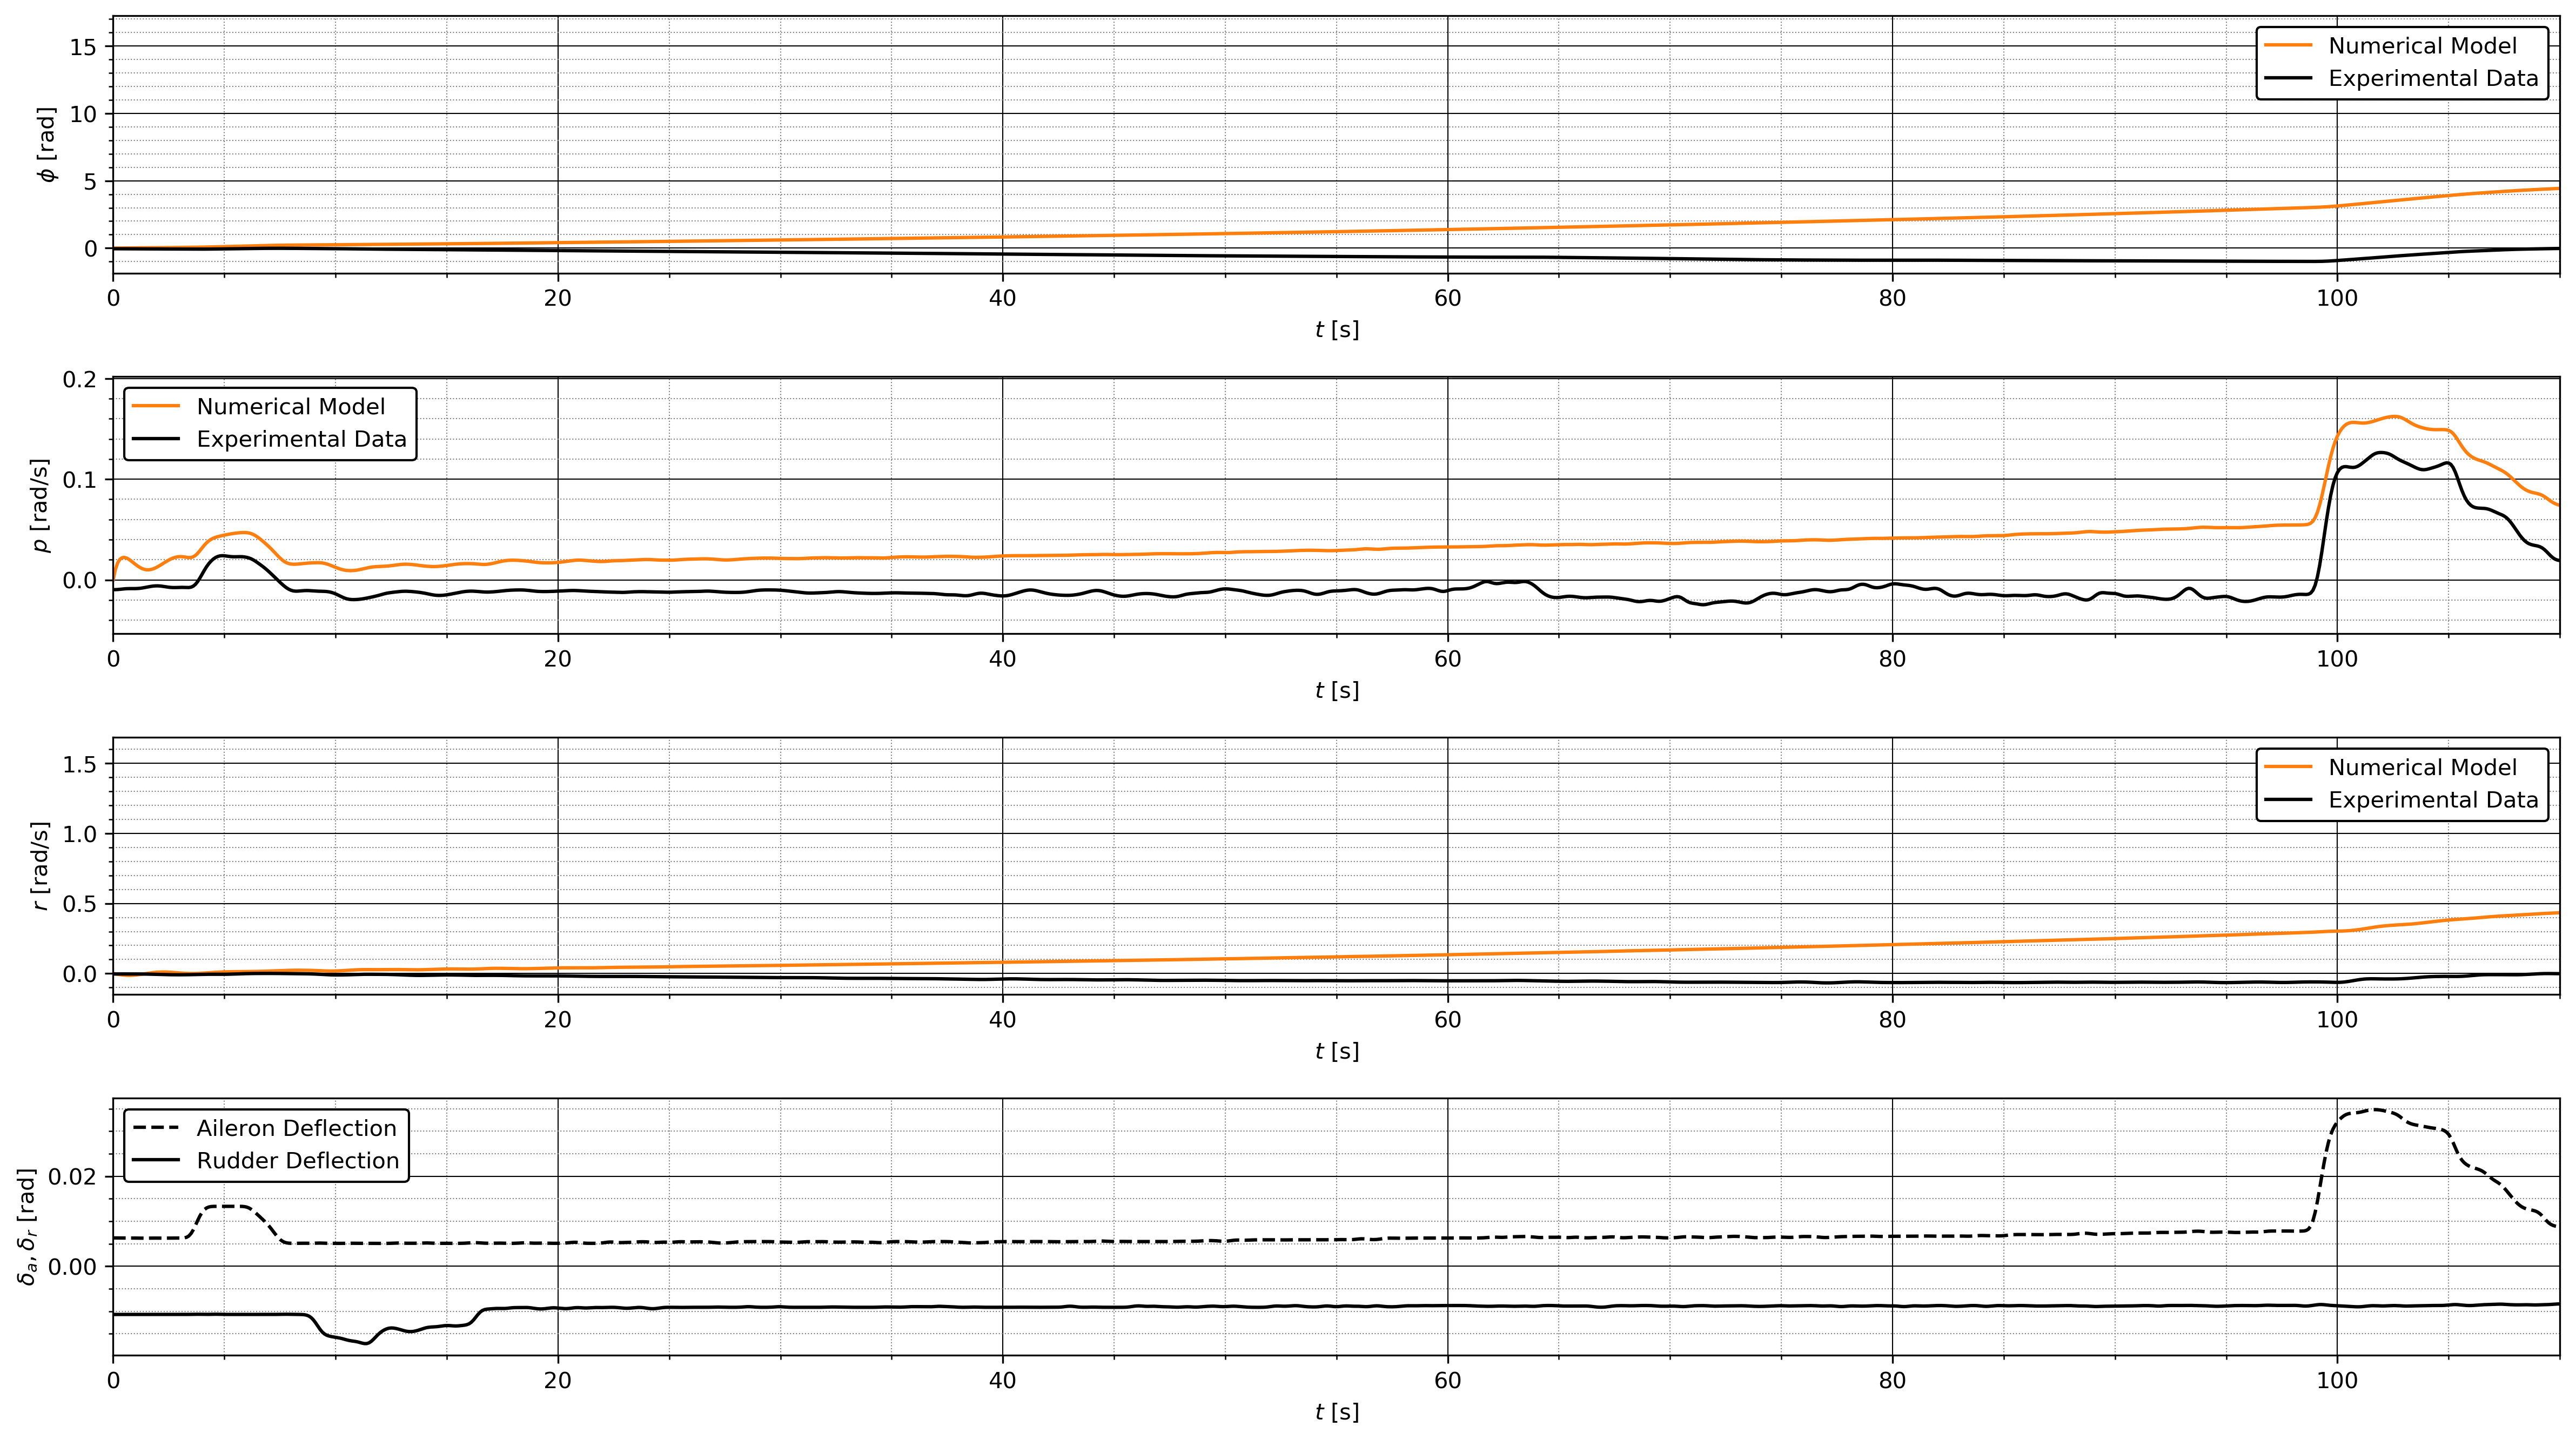 15
10
5
0
ϕ [rad]
Numerical Model
Experimental Data
0 20 40 60 80 100
t [s]
0.2
0.1
0.0
p [rad/s]
Numerical Model
Experimental Data
0 20 40 60 80 100
t [s]
1.5
1.0
0.5
0.0
r [rad/s]
Numerical Model
Experimental Data
0 20 40 60 80 100
t [s]
0.02
0.00
δₐ, δᵣ [rad]
Aileron Deflection
Rudder Deflection
0 20 40 60 80 100
t [s]